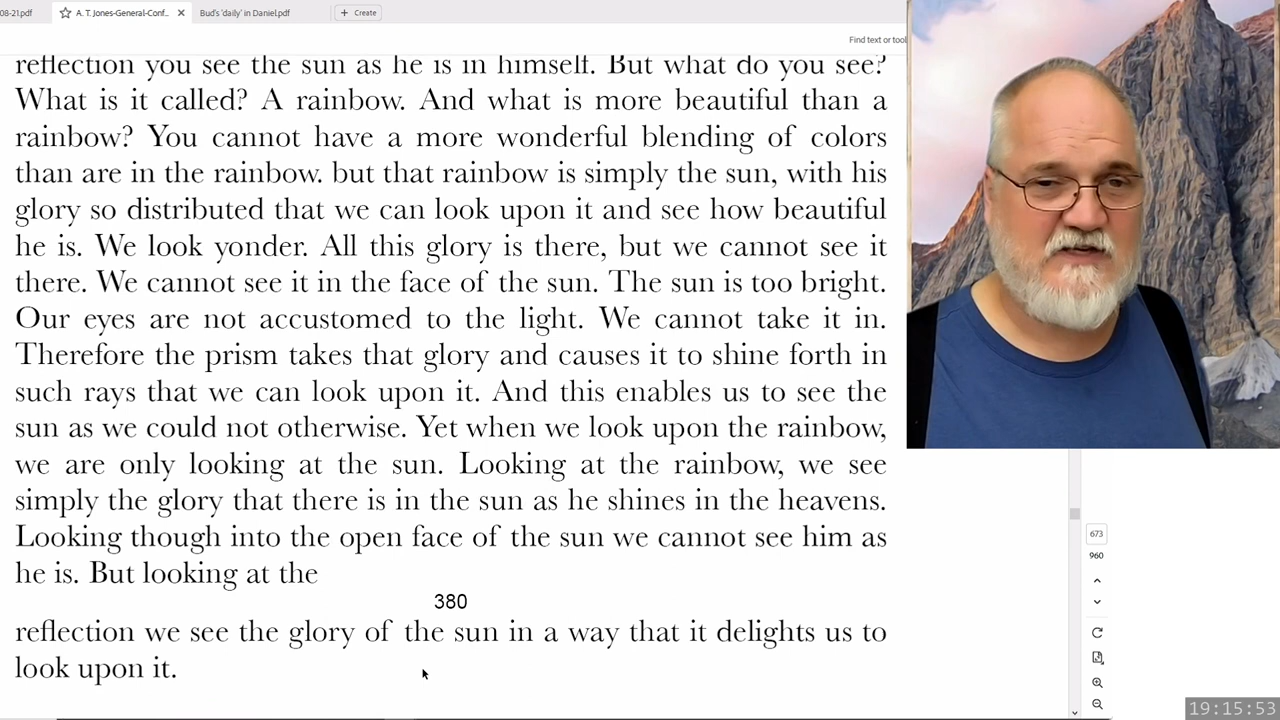 08-21.pdf
A. T. Jones-General-Conf...
Bud's 'daily' in Daniel.pdf
Create
Find text or tool
reflection you see the sun as he is in himself. But what do you see?
What is it called? A rainbow. And what is more beautiful than a
rainbow? You cannot have a more wonderful blending of colors
than are in the rainbow. but that rainbow is simply the sun, with his
glory so distributed that we can look upon it and see how beautiful
he is. We look yonder. All this glory is there, but we cannot see it
there. We cannot see it in the face of the sun. The sun is too bright.
Our eyes are not accustomed to the light. We cannot take it in.
Therefore the prism takes that glory and causes it to shine forth in
such rays that we can look upon it. And this enables us to see the
sun as we could not otherwise. Yet when we look upon the rainbow,
we are only looking at the sun. Looking at the rainbow, we see
simply the glory that there is in the sun as he shines in the heavens.
Looking though into the open face of the sun we cannot see him as
he is. But looking at the
380
reflection we see the glory of the sun in a way that it delights us to
look upon it.
673
960
19:15:53